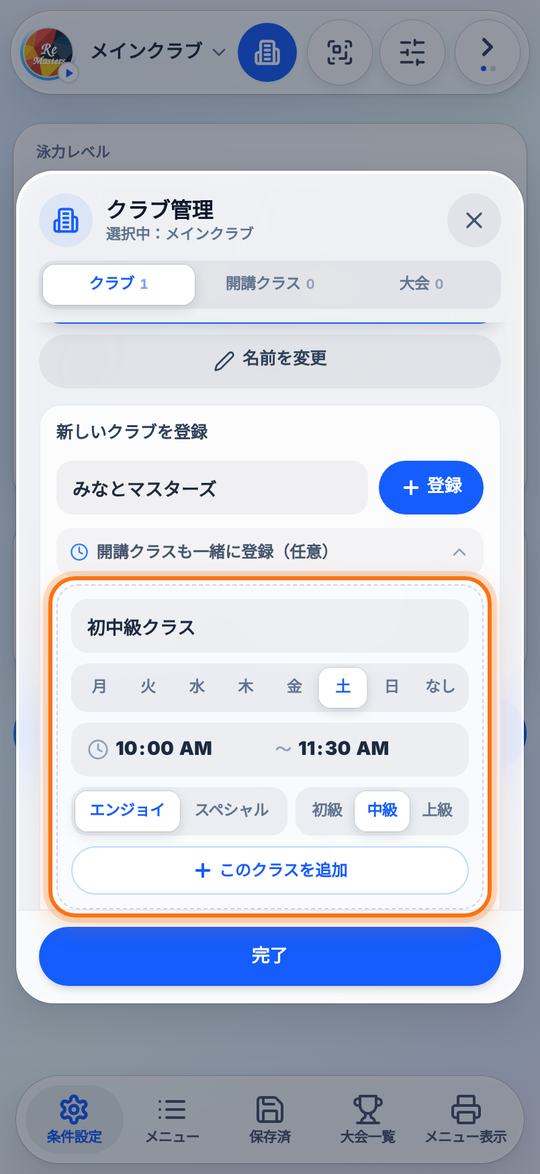 Re
Masters
メインクラブ
泳力レベル
クラブ管理
選択中：メインクラブ
クラブ 1
開講クラス 0
大会 0
名前を変更
新しいクラブを登録
みなとマスターズ
＋ 登録
開講クラスも一緒に登録（任意）
初中級クラス
月 火 水 木 金 土 日 なし
10:00 AM ～ 11:30 AM
エンジョイ スペシャル 初級 中級 上級
＋ このクラスを追加
完了
条件設定 メニュー 保存済 大会一覧 メニュー表示